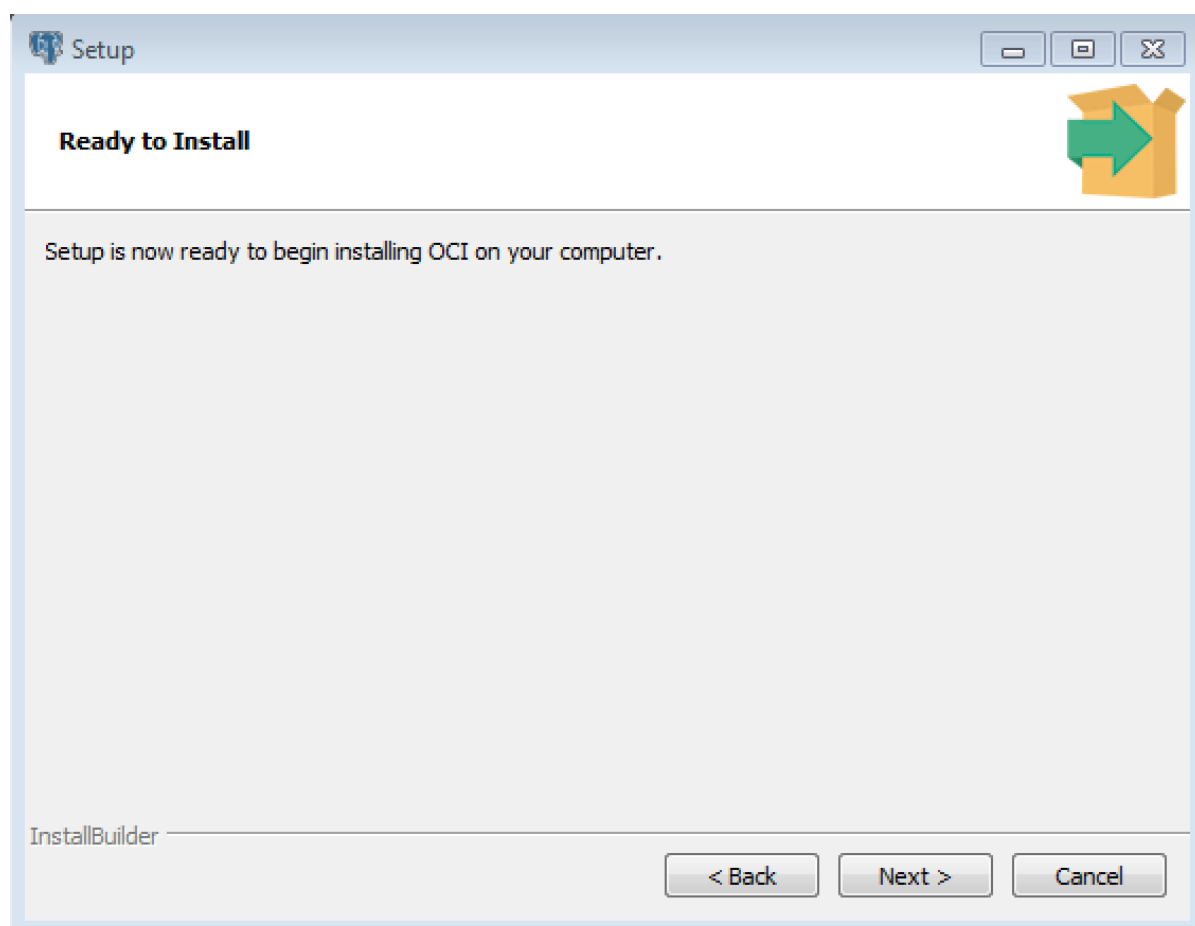 Setup
Ready to Install
Setup is now ready to begin installing OCI on your computer.
InstallBuilder
< Back
Next >
Cancel